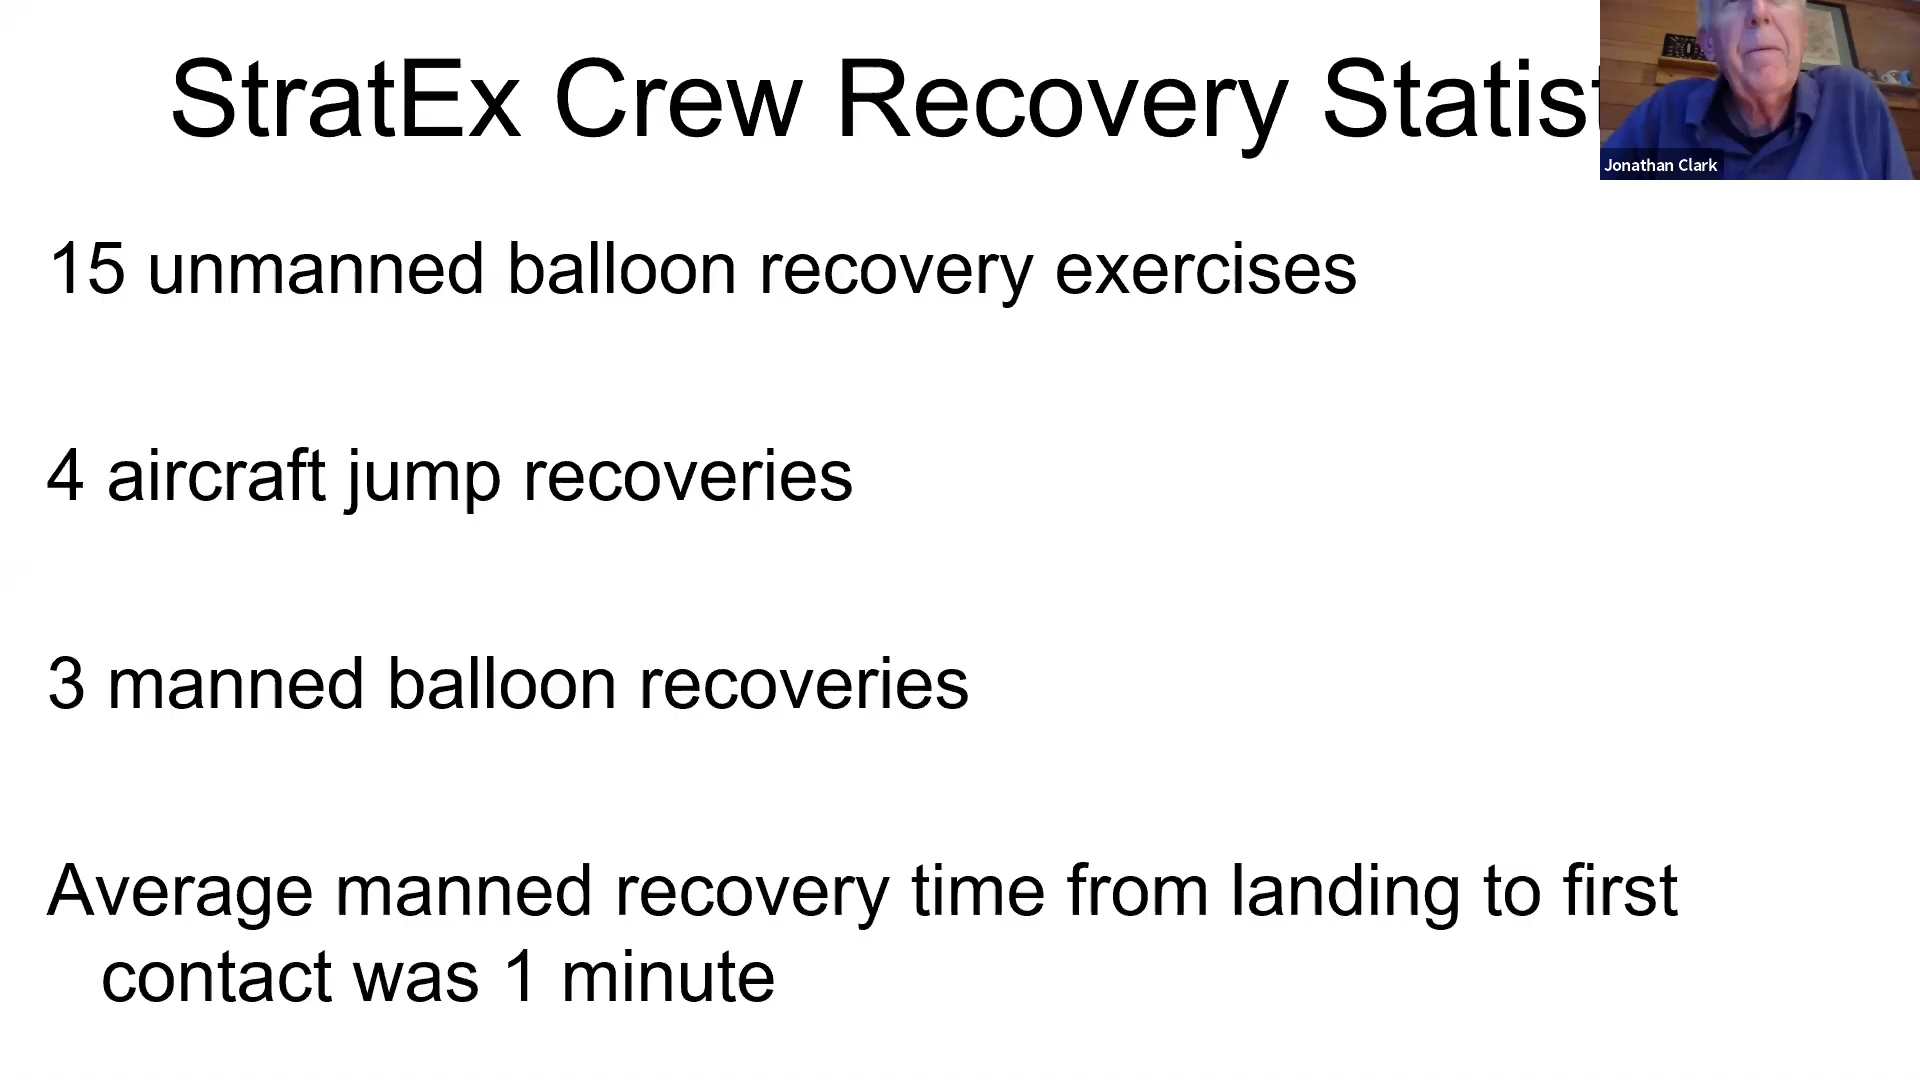 StratEx Crew Recovery Statist
Jonathan Clark
15 unmanned balloon recovery exercises
4 aircraft jump recoveries
3 manned balloon recoveries
Average manned recovery time from landing to first
contact was 1 minute